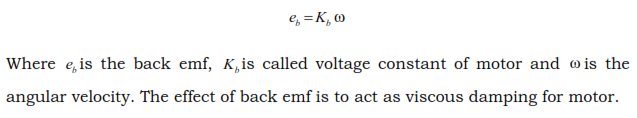 e_b = K_b ω
Where e_b is the back emf, K_b is called voltage constant of motor and ω is the
angular velocity. The effect of back emf is to act as viscous damping for motor.